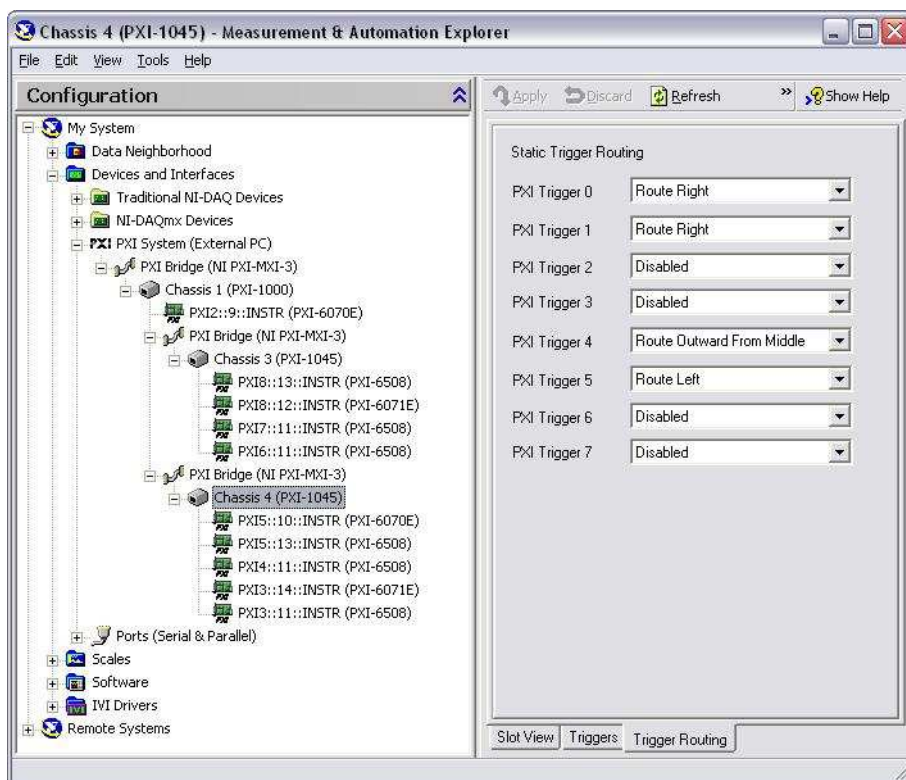 Chassis 4 (PXI-1045) - Measurement & Automation Explorer
File Edit View Tools Help
Configuration
My System
Data Neighborhood
Devices and Interfaces
Traditional NI-DAQ Devices
NI-DAQmx Devices
PXI PXI System (External PC)
PXI Bridge (NI PXI-MXI-3)
Chassis 1 (PXI-1000)
PXI2::9::INSTR (PXI-6070E)
PXI Bridge (NI PXI-MXI-3)
Chassis 3 (PXI-1045)
PXI8::13::INSTR (PXI-6508)
PXI8::12::INSTR (PXI-6071E)
PXI7::11::INSTR (PXI-6508)
PXI6::11::INSTR (PXI-6508)
PXI Bridge (NI PXI-MXI-3)
Chassis 4 (PXI-1045)
PXI5::10::INSTR (PXI-6070E)
PXI5::13::INSTR (PXI-6508)
PXI4::11::INSTR (PXI-6508)
PXI3::14::INSTR (PXI-6071E)
PXI3::11::INSTR (PXI-6508)
Ports (Serial & Parallel)
Scales
Software
IVI Drivers
Remote Systems
Apply Discard Refresh » Show Help
Static Trigger Routing
PXI Trigger 0 Route Right
PXI Trigger 1 Route Right
PXI Trigger 2 Disabled
PXI Trigger 3 Disabled
PXI Trigger 4 Route Outward From Middle
PXI Trigger 5 Route Left
PXI Trigger 6 Disabled
PXI Trigger 7 Disabled
Slot View Triggers Trigger Routing